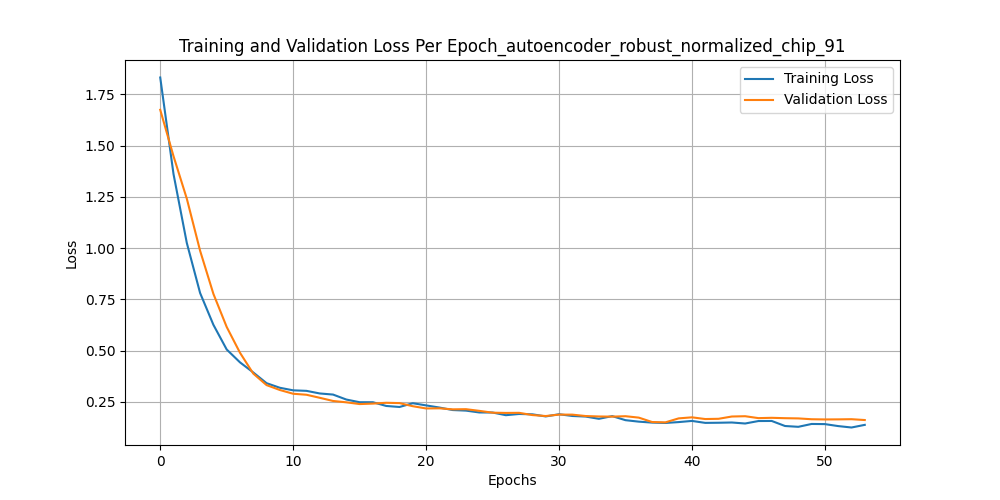 Training and Validation Loss Per Epoch_autoencoder_robust_normalized_chip_91
Training Loss
Validation Loss
1.75
1.50
1.25
1.00
0.75
0.50
0.25
Loss
0 10 20 30 40 50
Epochs